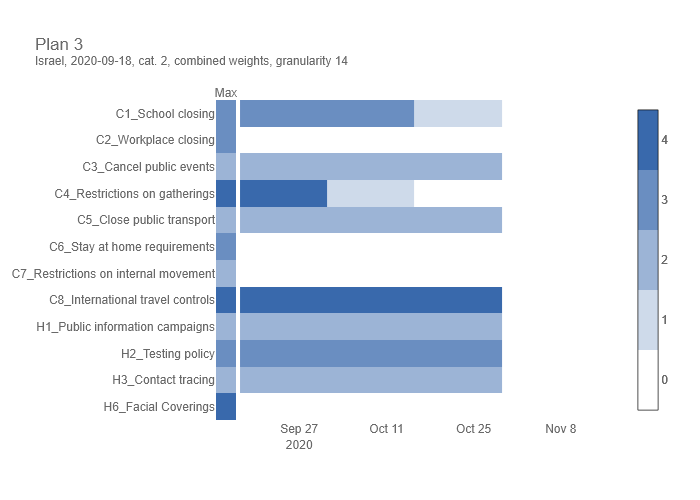 Plan 3
Israel, 2020-09-18, cat. 2, combined weights, granularity 14
Max
C1_School closing
C2_Workplace closing
C3_Cancel public events
C4_Restrictions on gatherings
C5_Close public transport
C6_Stay at home requirements
C7_Restrictions on internal movement
C8_International travel controls
H1_Public information campaigns
H2_Testing policy
H3_Contact tracing
H6_Facial Coverings
Sep 27 Oct 11 Oct 25 Nov 8
2020
4
3
2
1
0